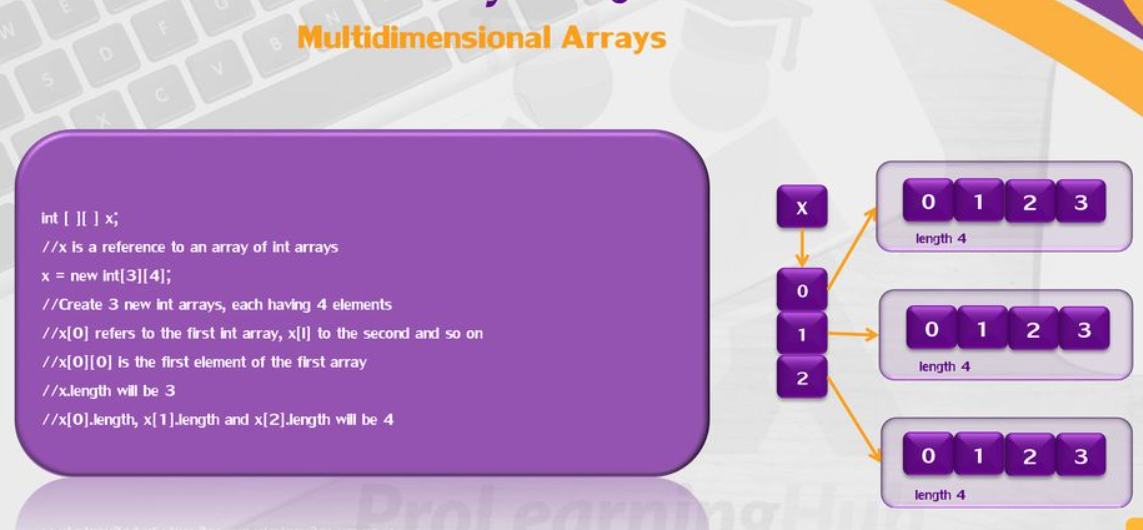 Multidimensional Arrays
int [ ][ ] x;
//x is a reference to an array of int arrays
x = new int[3][4];
//Create 3 new int arrays, each having 4 elements
//x[0] refers to the first int array, x[l] to the second and so on
//x[0][0] is the first element of the first array
//x.length will be 3
//x[0].length, x[1].length and x[2].length will be 4
X
0
1
2
0 1 2 3
length 4
0 1 2 3
length 4
0 1 2 3
length 4
ProLearningHub